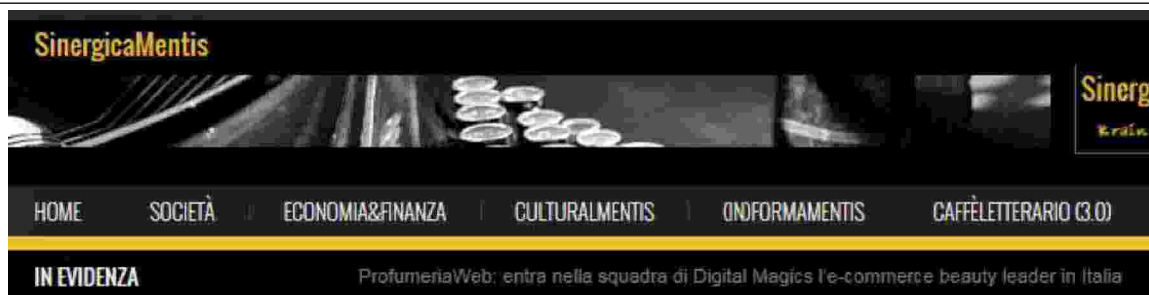 SinergicaMentis
Sinerg
Brain
HOME SOCIETÀ ECONOMIA&FINANZA CULTURALMENTIS (IN)FORMAMENTIS CAFFÈLETTERARIO (3.0)
IN EVIDENZA ProfumeriaWeb: entra nella squadra di Digital Magics l'e-commerce beauty leader in Italia